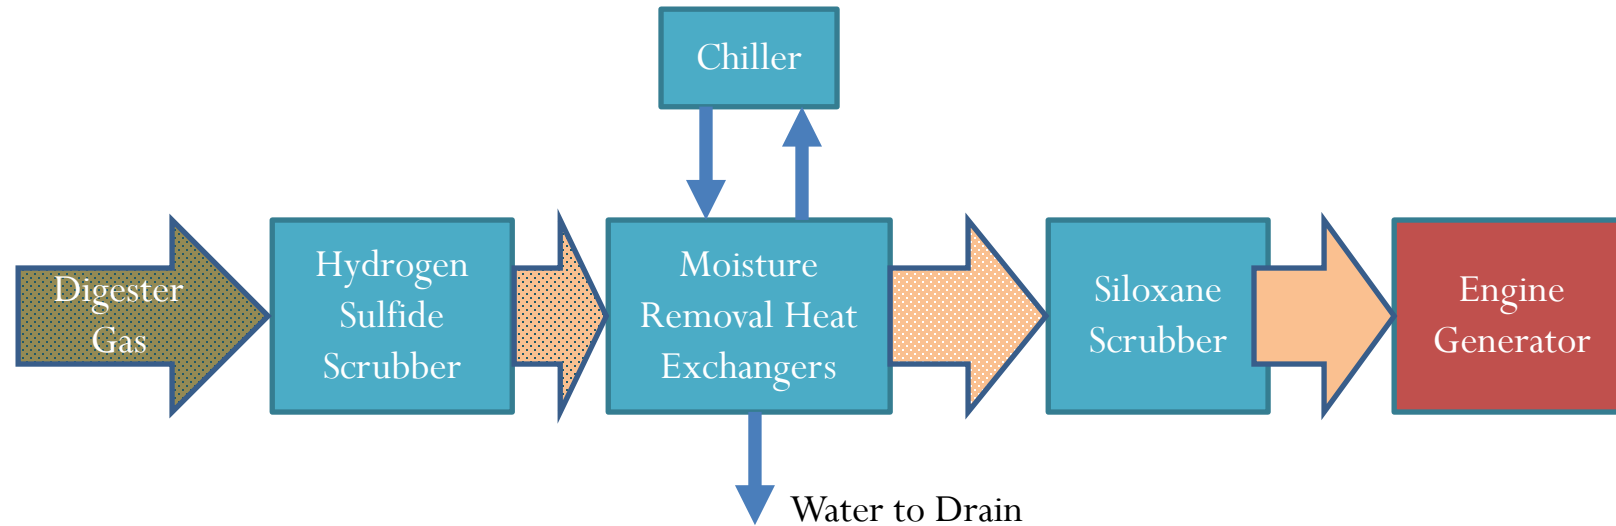 Chiller
Digester
Gas
Hydrogen
Sulfide
Scrubber
Moisture
Removal Heat
Exchangers
Siloxane
Scrubber
Engine
Generator
Water to Drain